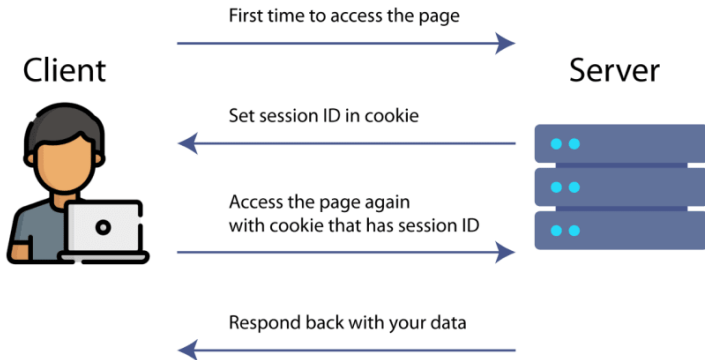 First time to access the page
Client
Server
Set session ID in cookie
Access the page again
with cookie that has session ID
Respond back with your data